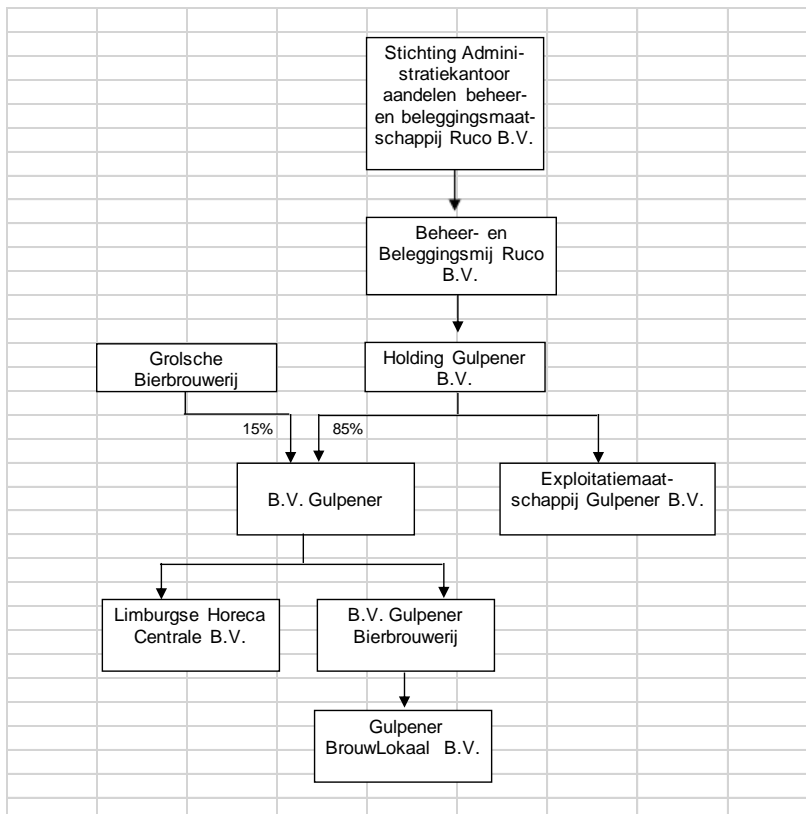 Stichting Admini-
stratiekantoor
aandelen beheer-
en beleggingsmaat-
schappij Ruco B.V.
Beheer- en
Beleggingsmij Ruco
B.V.
Grolsche
Bierbrouwerij
Holding Gulpener
B.V.
15%
85%
B.V. Gulpener
Exploitatiemaat-
schappij Gulpener B.V.
Limburgse Horeca
Centrale B.V.
B.V. Gulpener
Bierbrouwerij
Gulpener
BrouwLokaal B.V.